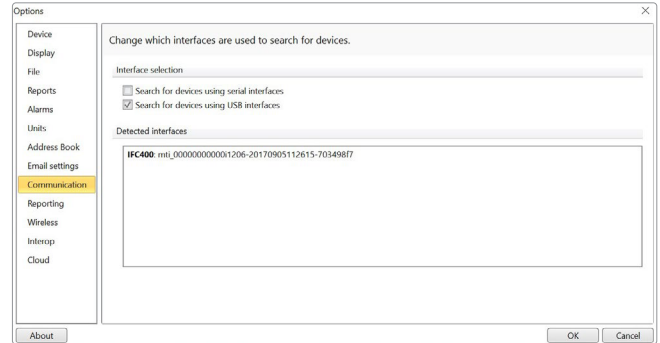 Options
Device
Display
File
Reports
Alarms
Units
Address Book
Email settings
Communication
Reporting
Wireless
Interop
Cloud
Change which interfaces are used to search for devices.
Interface selection
Search for devices using serial interfaces
Search for devices using USB interfaces
Detected interfaces
IFC400: mti_00000000000i1206-20170905112615-703498f7
About
OK
Cancel